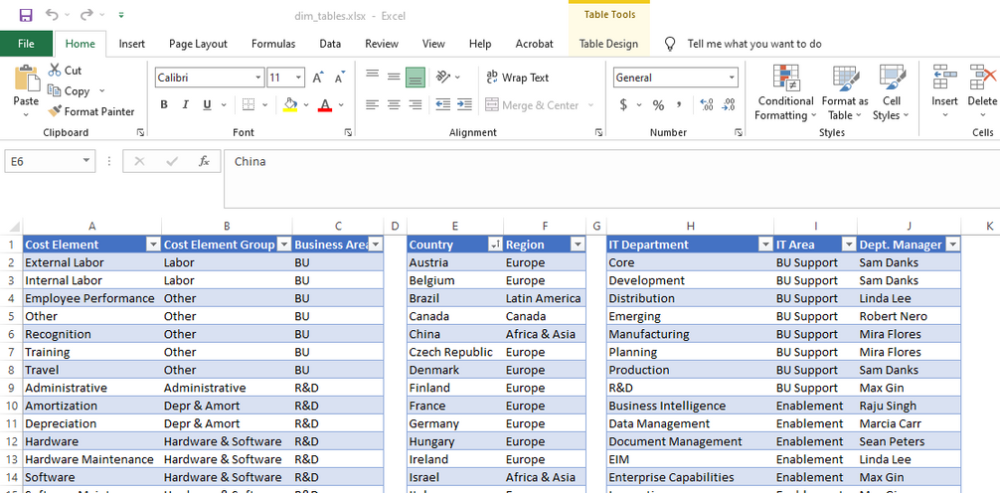 dim_tables.xlsx - Excel
Table Tools
File Home Insert Page Layout Formulas Data Review View Help Acrobat Table Design Tell me what you want to do
Paste
Cut
Copy
Format Painter
Clipboard
Calibri 11 A A
B I U A
Font
ab Wrap Text
Merge & Center
Alignment
General
$ % ,
Number
Conditional Formatting
Format as Table
Cell Styles
Styles
Insert Delete
Cells
E6 fx China
A B C D E F G H I J K
1 Cost Element Cost Element Group Business Area Country Region IT Department IT Area Dept. Manager
2 External Labor Labor BU Austria Europe Core BU Support Sam Danks
3 Internal Labor Labor BU Belgium Europe Development BU Support Sam Danks
4 Employee Performance Other BU Brazil Latin America Distribution BU Support Linda Lee
5 Other Other BU Canada Canada Emerging BU Support Robert Nero
6 Recognition Other BU China Africa & Asia Manufacturing BU Support Mira Flores
7 Training Other BU Czech Republic Europe Planning BU Support Mira Flores
8 Travel Other BU Denmark Europe Production BU Support Sam Danks
9 Administrative Administrative R&D Finland Europe R&D BU Support Max Gin
10 Amortization Depr & Amort R&D France Europe Business Intelligence Enablement Raju Singh
11 Depreciation Depr & Amort R&D Germany Europe Data Management Enablement Marcia Carr
12 Hardware Hardware & Software R&D Hungary Europe Document Management Enablement Sean Peters
13 Hardware Maintenance Hardware & Software R&D Ireland Europe EIM Enablement Linda Lee
14 Software Hardware & Software R&D Israel Africa & Asia Enterprise Capabilities Enablement Max Gin